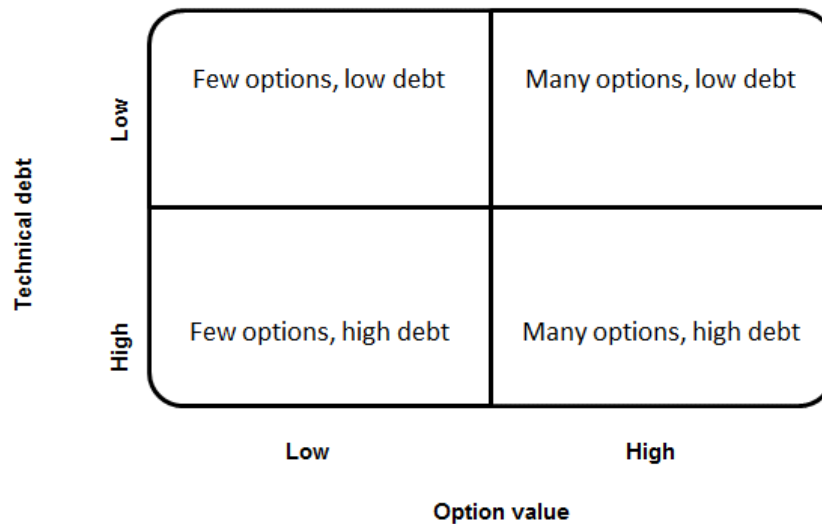 Few options, low debt
Many options, low debt
Low
Technical debt
Few options, high debt
Many options, high debt
High
Low
High
Option value